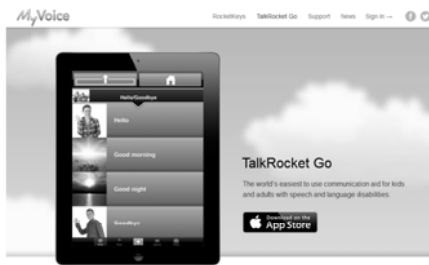 MyVoice
RocketKeys TalkRocket Go Support News Sign In
Hello/Goodbye
Hello
Good morning
Good night
Goodbye
TalkRocket Go
The world's easiest to use communication aid for kids
and adults with speech and language disabilities.
Download on the
App Store